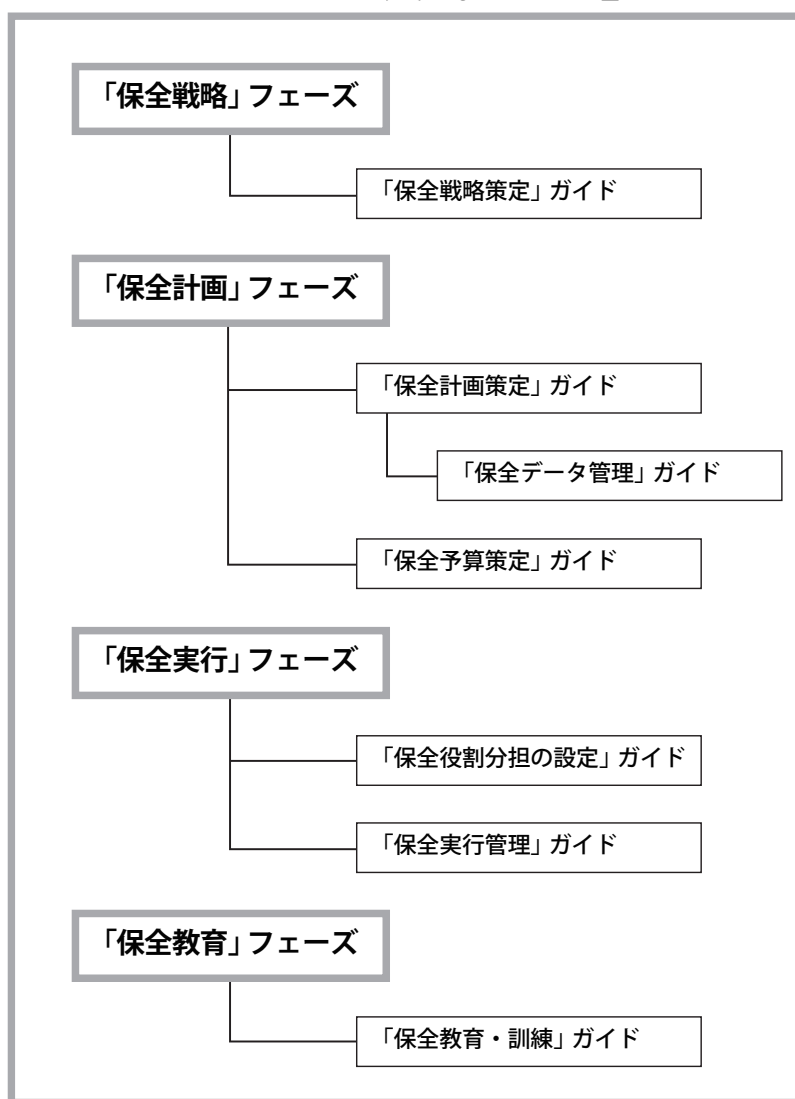 「保全戦略」フェーズ
「保全戦略策定」ガイド
「保全計画」フェーズ
「保全計画策定」ガイド
「保全データ管理」ガイド
「保全予算策定」ガイド
「保全実行」フェーズ
「保全役割分担の設定」ガイド
「保全実行管理」ガイド
「保全教育」フェーズ
「保全教育・訓練」ガイド